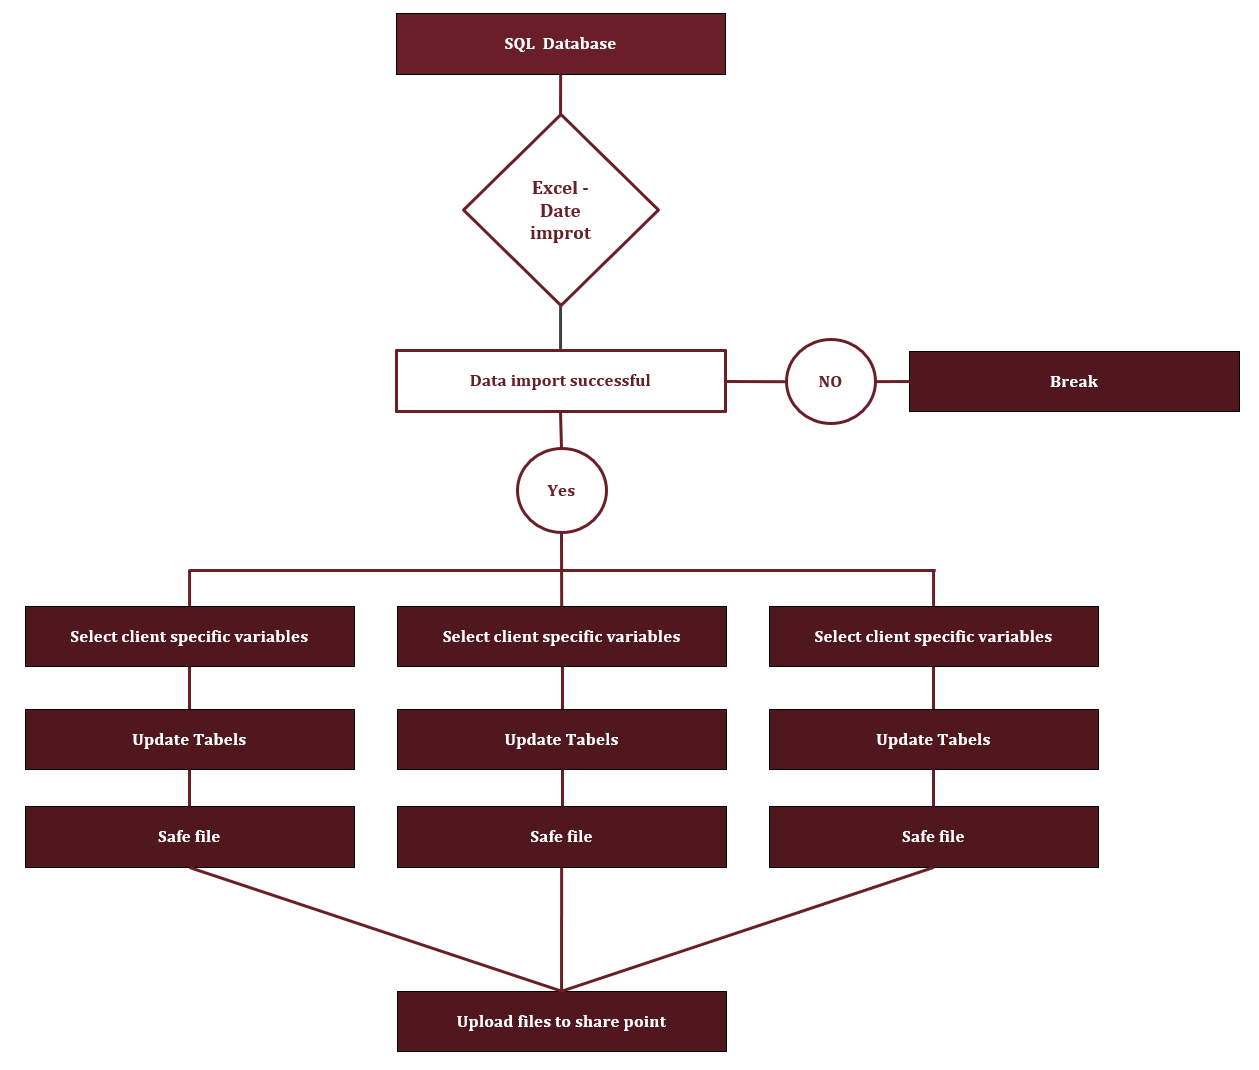 SQL  Database
Excel -
Date
improt
Data import successful
NO
Break
Yes
Select client specific variables
Select client specific variables
Select client specific variables
Update Tabels
Update Tabels
Update Tabels
Safe file
Safe file
Safe file
Upload files to share point